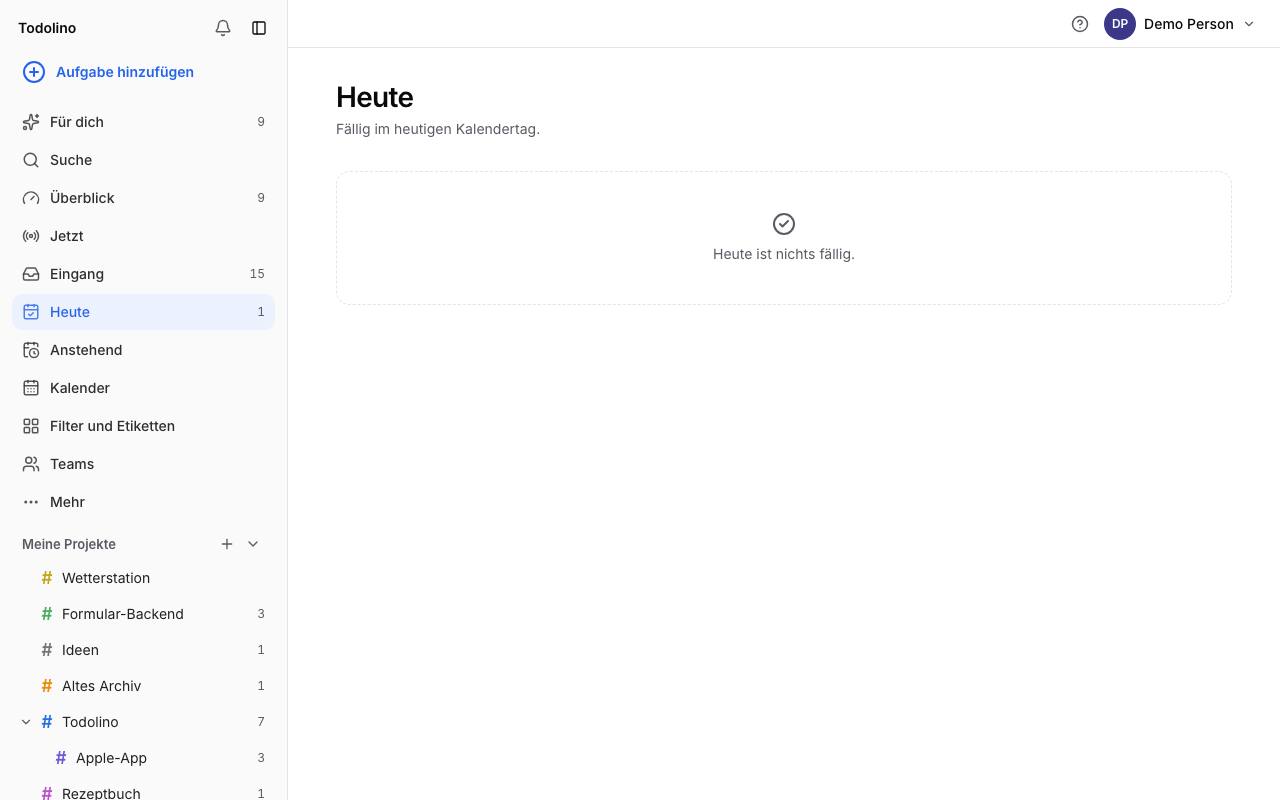 Todolino
Aufgabe hinzufügen
Für dich 9
Suche
Überblick 9
Jetzt
Eingang 15
Heute 1
Anstehend
Kalender
Filter und Etiketten
Teams
Mehr
Meine Projekte
# Wetterstation
# Formular-Backend 3
# Ideen 1
# Altes Archiv 1
# Todolino 7
# Apple-App 3
# Rezeptbuch 1
DP Demo Person
Heute
Fällig im heutigen Kalendertag.
Heute ist nichts fällig.